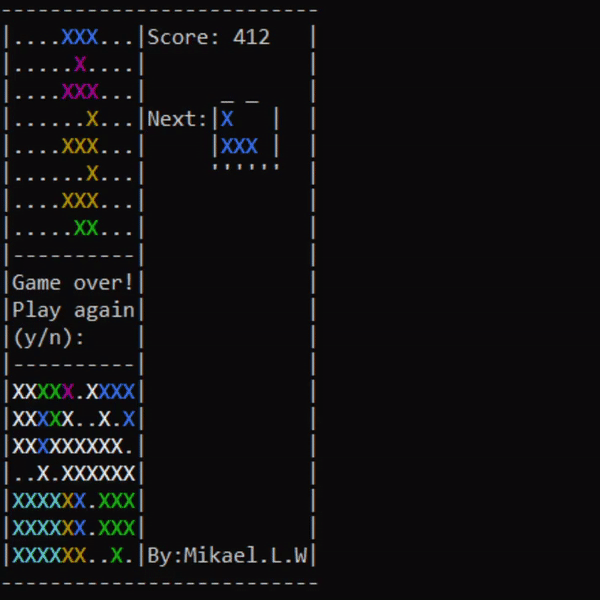 --------------------------
|....XXX...|Score: 412   |
|.....X....|             |
|....XXX...|      _ _    |
|......X...|Next:|X   |  |
|....XXX...|     |XXX |  |
|......X...|     ''''''  |
|....XXX...|             |
|.....XX...|             |
|----------|             |
|Game over!|             |
|Play again|             |
|(y/n):    |             |
|----------|             |
|XXXXX.XXXX|             |
|XXXXX..X.X|             |
|XXXXXXXXX.|             |
|..X.XXXXXX|             |
|XXXXXX.XXX|             |
|XXXXXX.XXX|             |
|XXXXXX..X.|By:Mikael.L.W|
--------------------------